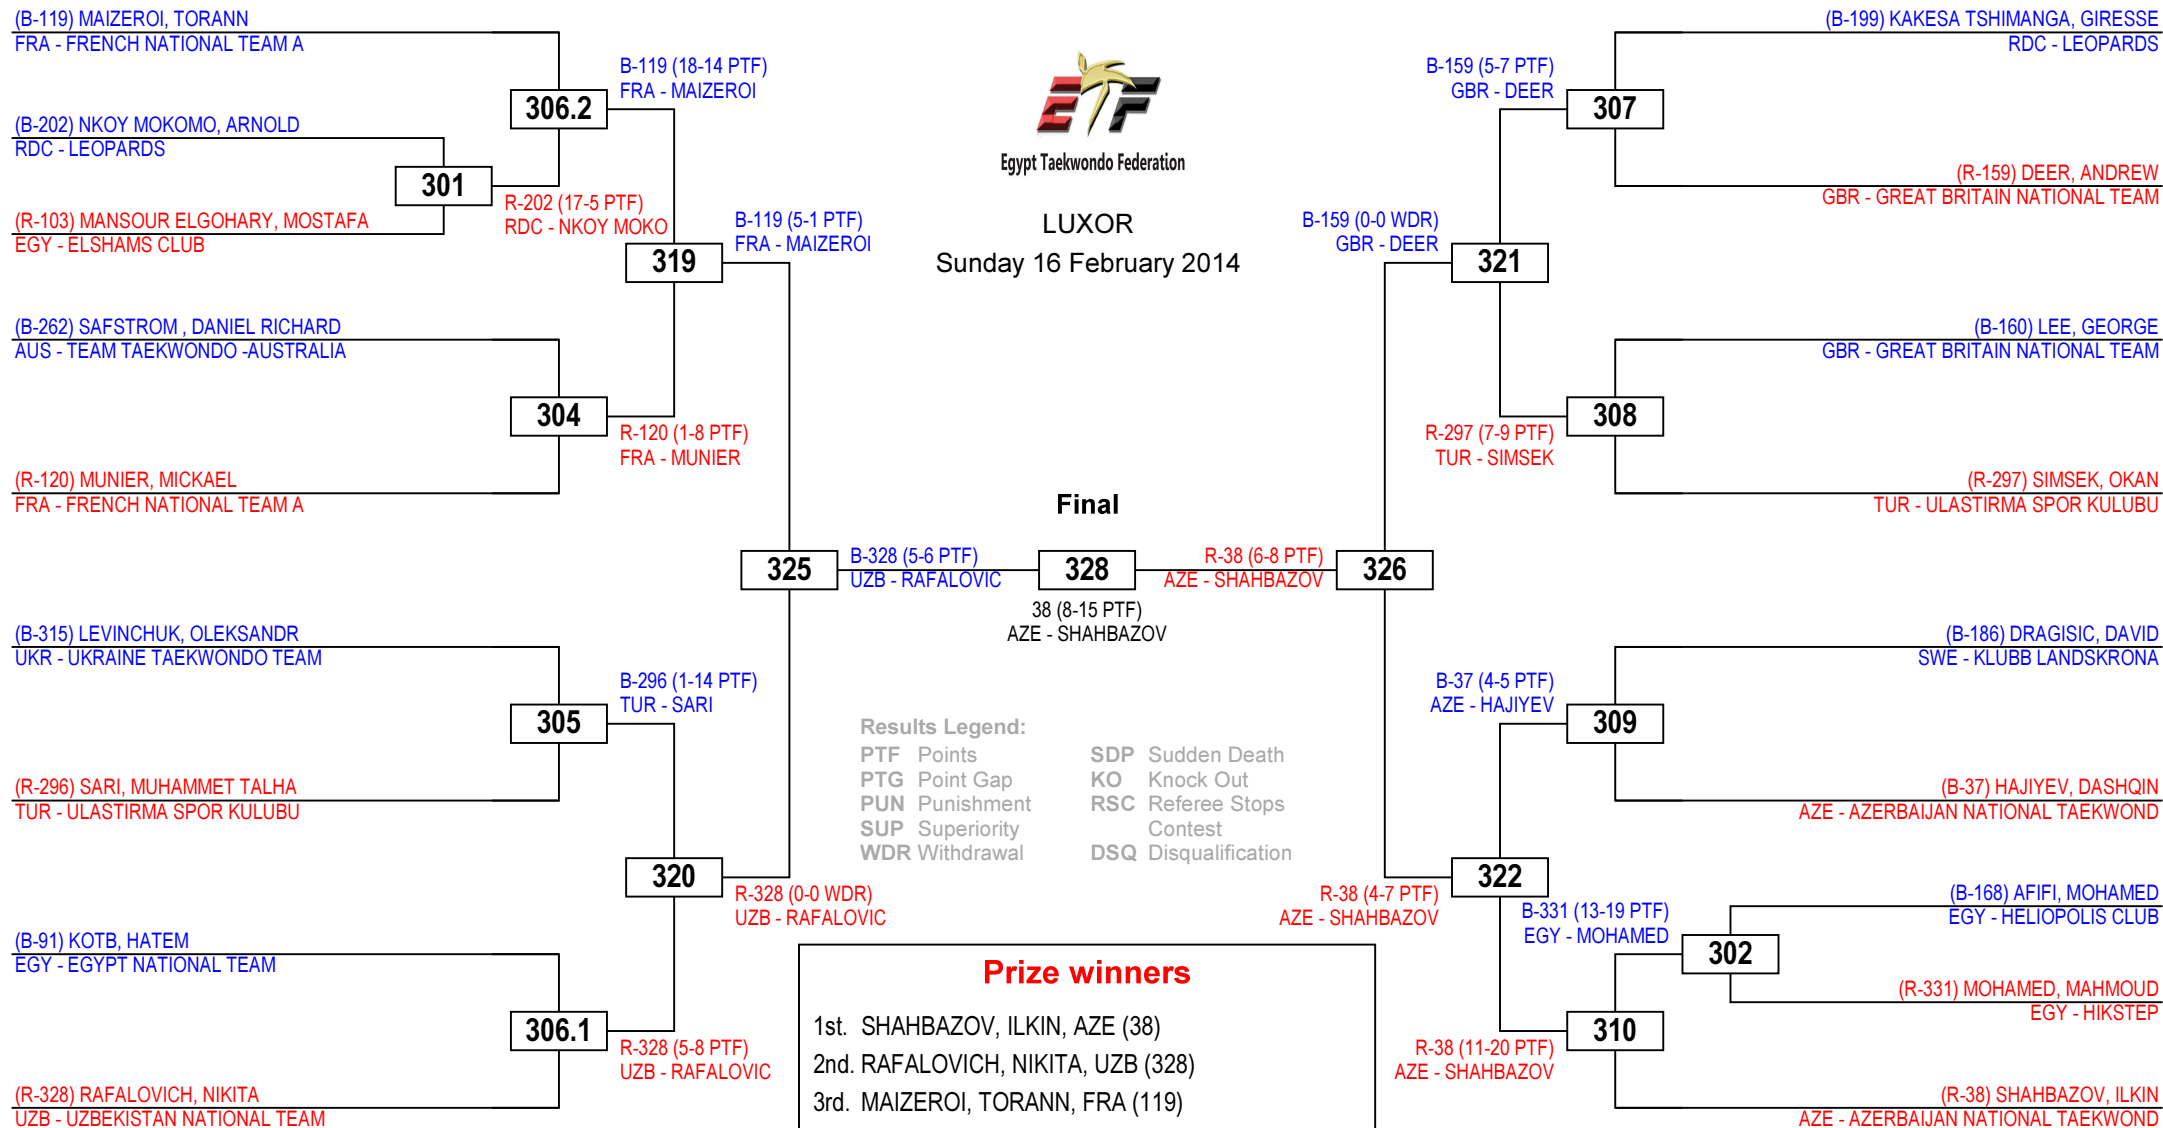 (B-119) MAIZEROI, TORANN
FRA - FRENCH NATIONAL TEAM A
B-119 (18-14 PTF)
FRA - MAIZEROI
306.2
(B-202) NKOY MOKOMO, ARNOLD
RDC - LEOPARDS
301
R-202 (17-5 PTF)
RDC - NKOY MOKO
(R-103) MANSOUR ELGOHARY, MOSTAFA
EGY - ELSHAMS CLUB
B-119 (5-1 PTF)
FRA - MAIZEROI
319
(B-262) SAFSTROM , DANIEL RICHARD
AUS - TEAM TAEKWONDO -AUSTRALIA
304
R-120 (1-8 PTF)
FRA - MUNIER
(R-120) MUNIER, MICKAEL
FRA - FRENCH NATIONAL TEAM A
325
B-328 (5-6 PTF)
UZB - RAFALOVIC
(B-315) LEVINCHUK, OLEKSANDR
UKR - UKRAINE TAEKWONDO TEAM
B-296 (1-14 PTF)
TUR - SARI
305
(R-296) SARI, MUHAMMET TALHA
TUR - ULASTIRMA SPOR KULUBU
320
R-328 (0-0 WDR)
UZB - RAFALOVIC
(B-91) KOTB, HATEM
EGY - EGYPT NATIONAL TEAM
306.1
R-328 (5-8 PTF)
UZB - RAFALOVIC
(R-328) RAFALOVICH, NIKITA
UZB - UZBEKISTAN NATIONAL TEAM
ETF
Egypt Taekwondo Federation
LUXOR
Sunday 16 February 2014
Final
328
38 (8-15 PTF)
AZE - SHAHBAZOV
Results Legend:
PTF Points SDP Sudden Death
PTG Point Gap KO Knock Out
PUN Punishment RSC Referee Stops
SUP Superiority Contest
WDR Withdrawal DSQ Disqualification
Prize winners
1st. SHAHBAZOV, ILKIN, AZE (38)
2nd. RAFALOVICH, NIKITA, UZB (328)
3rd. MAIZEROI, TORANN, FRA (119)
(B-199) KAKESA TSHIMANGA, GIRESSE
RDC - LEOPARDS
B-159 (5-7 PTF)
GBR - DEER
307
(R-159) DEER, ANDREW
GBR - GREAT BRITAIN NATIONAL TEAM
B-159 (0-0 WDR)
GBR - DEER
321
(B-160) LEE, GEORGE
GBR - GREAT BRITAIN NATIONAL TEAM
308
R-297 (7-9 PTF)
TUR - SIMSEK
(R-297) SIMSEK, OKAN
TUR - ULASTIRMA SPOR KULUBU
R-38 (6-8 PTF)
AZE - SHAHBAZOV
326
(B-186) DRAGISIC, DAVID
SWE - KLUBB LANDSKRONA
B-37 (4-5 PTF)
AZE - HAJIYEV
309
(B-37) HAJIYEV, DASHQIN
AZE - AZERBAIJAN NATIONAL TAEKWOND
322
R-38 (4-7 PTF)
AZE - SHAHBAZOV
(B-168) AFIFI, MOHAMED
EGY - HELIOPOLIS CLUB
B-331 (13-19 PTF)
EGY - MOHAMED
302
(R-331) MOHAMED, MAHMOUD
EGY - HIKSTEP
310
R-38 (11-20 PTF)
AZE - SHAHBAZOV
(R-38) SHAHBAZOV, ILKIN
AZE - AZERBAIJAN NATIONAL TAEKWOND